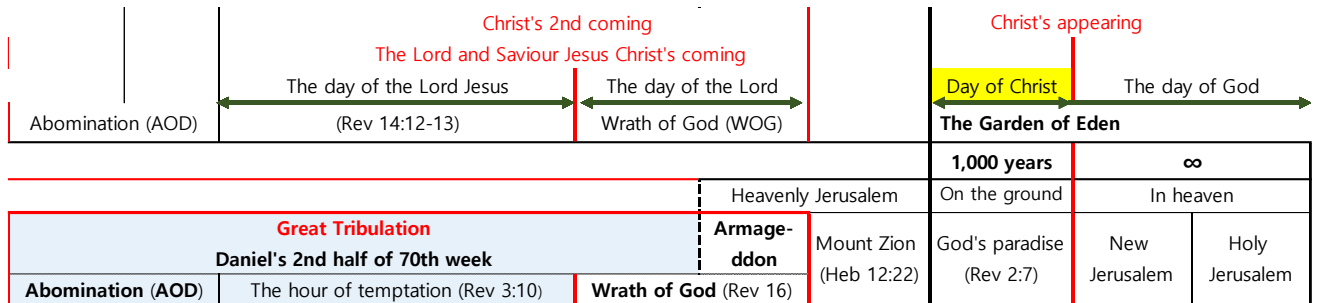 Christ's 2nd coming
Christ's appearing
The Lord and Saviour Jesus Christ's coming
The day of the Lord Jesus
The day of the Lord
Day of Christ
The day of God
Abomination (AOD)
(Rev 14:12-13)
Wrath of God (WOG)
The Garden of Eden
1,000 years
∞
Heavenly Jerusalem
On the ground
In heaven
Great Tribulation
Daniel's 2nd half of 70th week
Armage-
ddon
Mount Zion
(Heb 12:22)
God's paradise
(Rev 2:7)
New
Jerusalem
Holy
Jerusalem
Abomination (AOD)
The hour of temptation (Rev 3:10)
Wrath of God (Rev 16)